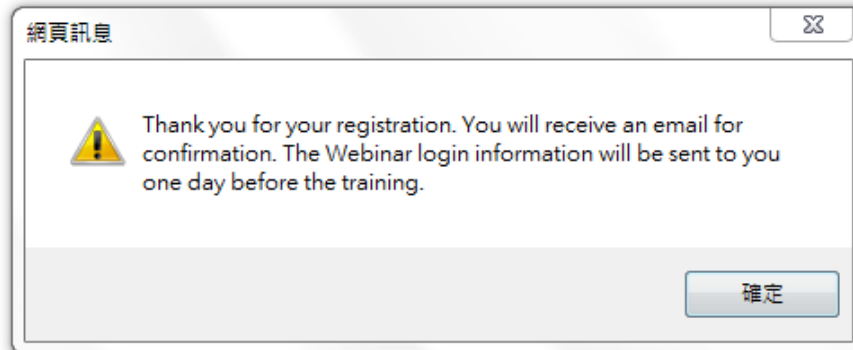 網頁訊息
Thank you for your registration. You will receive an email for
confirmation. The Webinar login information will be sent to you
one day before the training.
確定